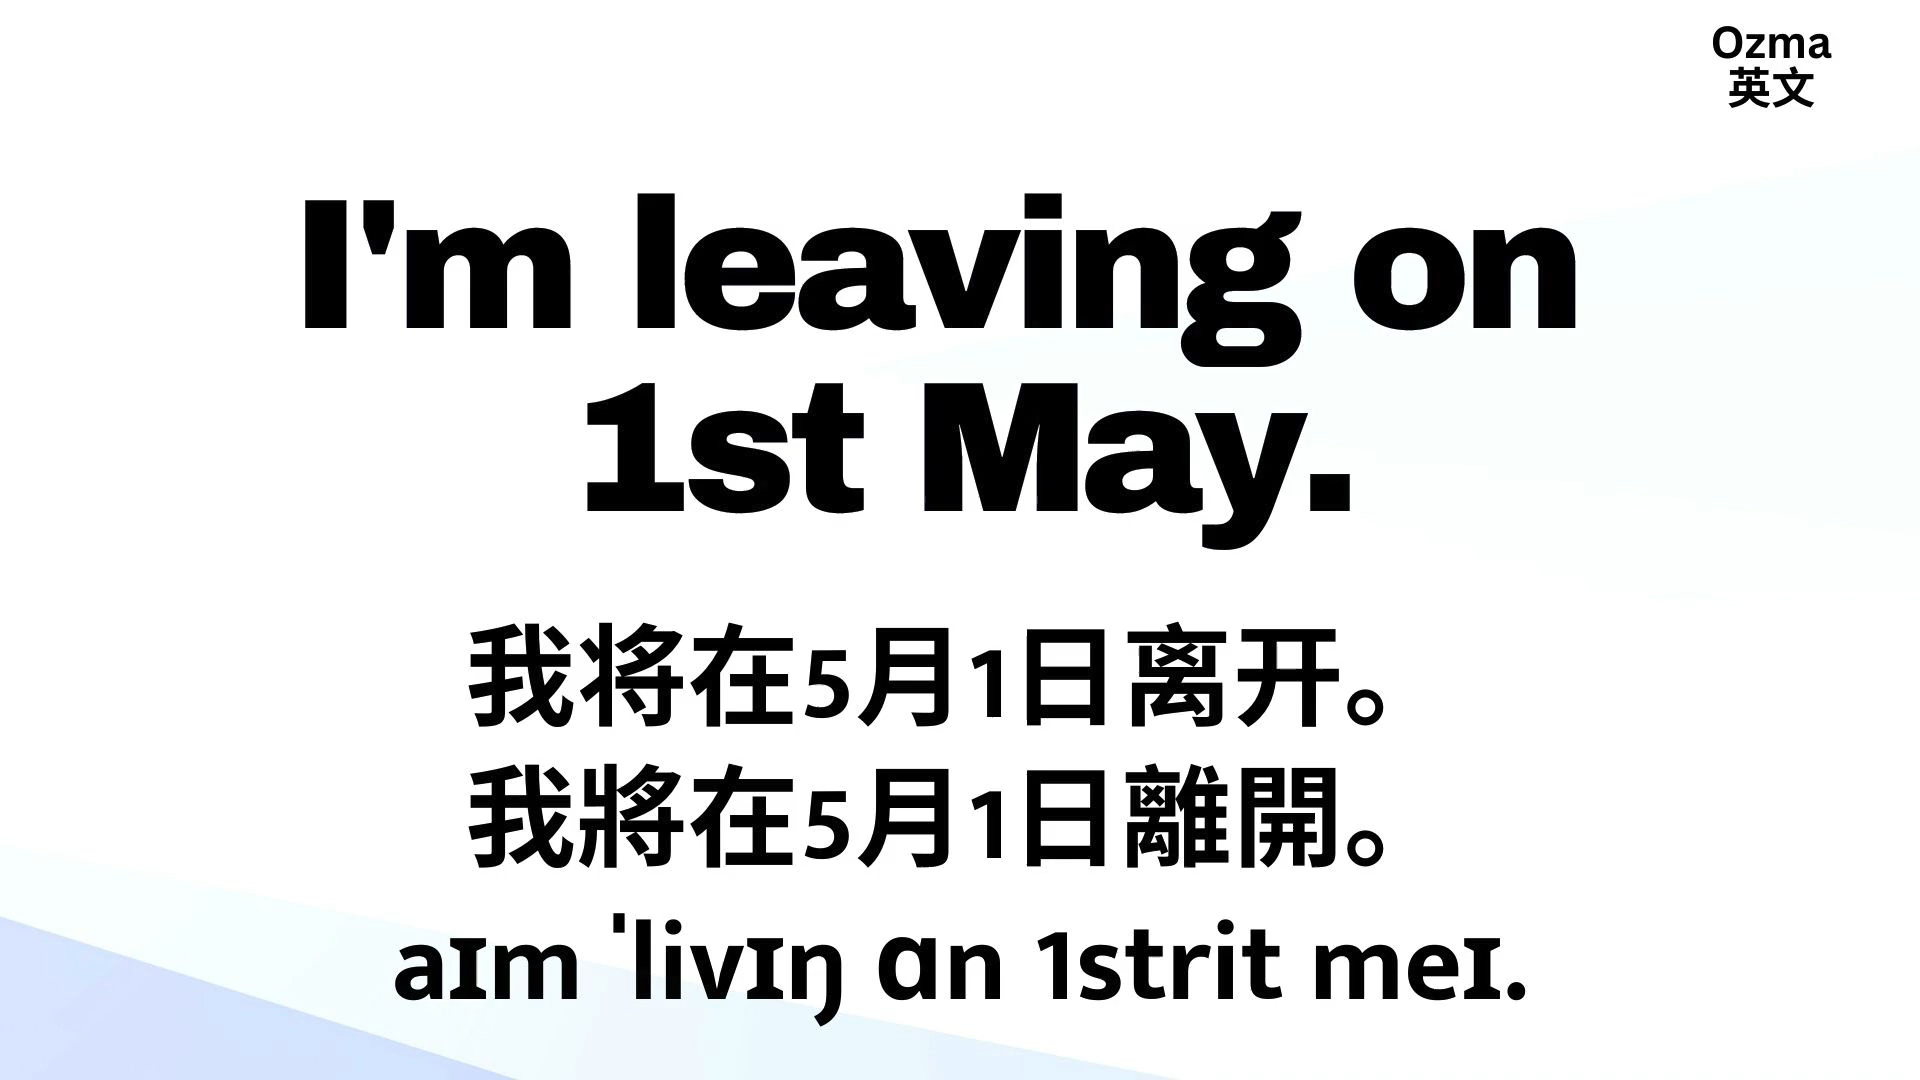 Ozma
英文
I'm leaving on
1st May.
我将在5月1日离开。
我將在5月1日離開。
aɪm ˈlivɪŋ ɑn 1strit meɪ.